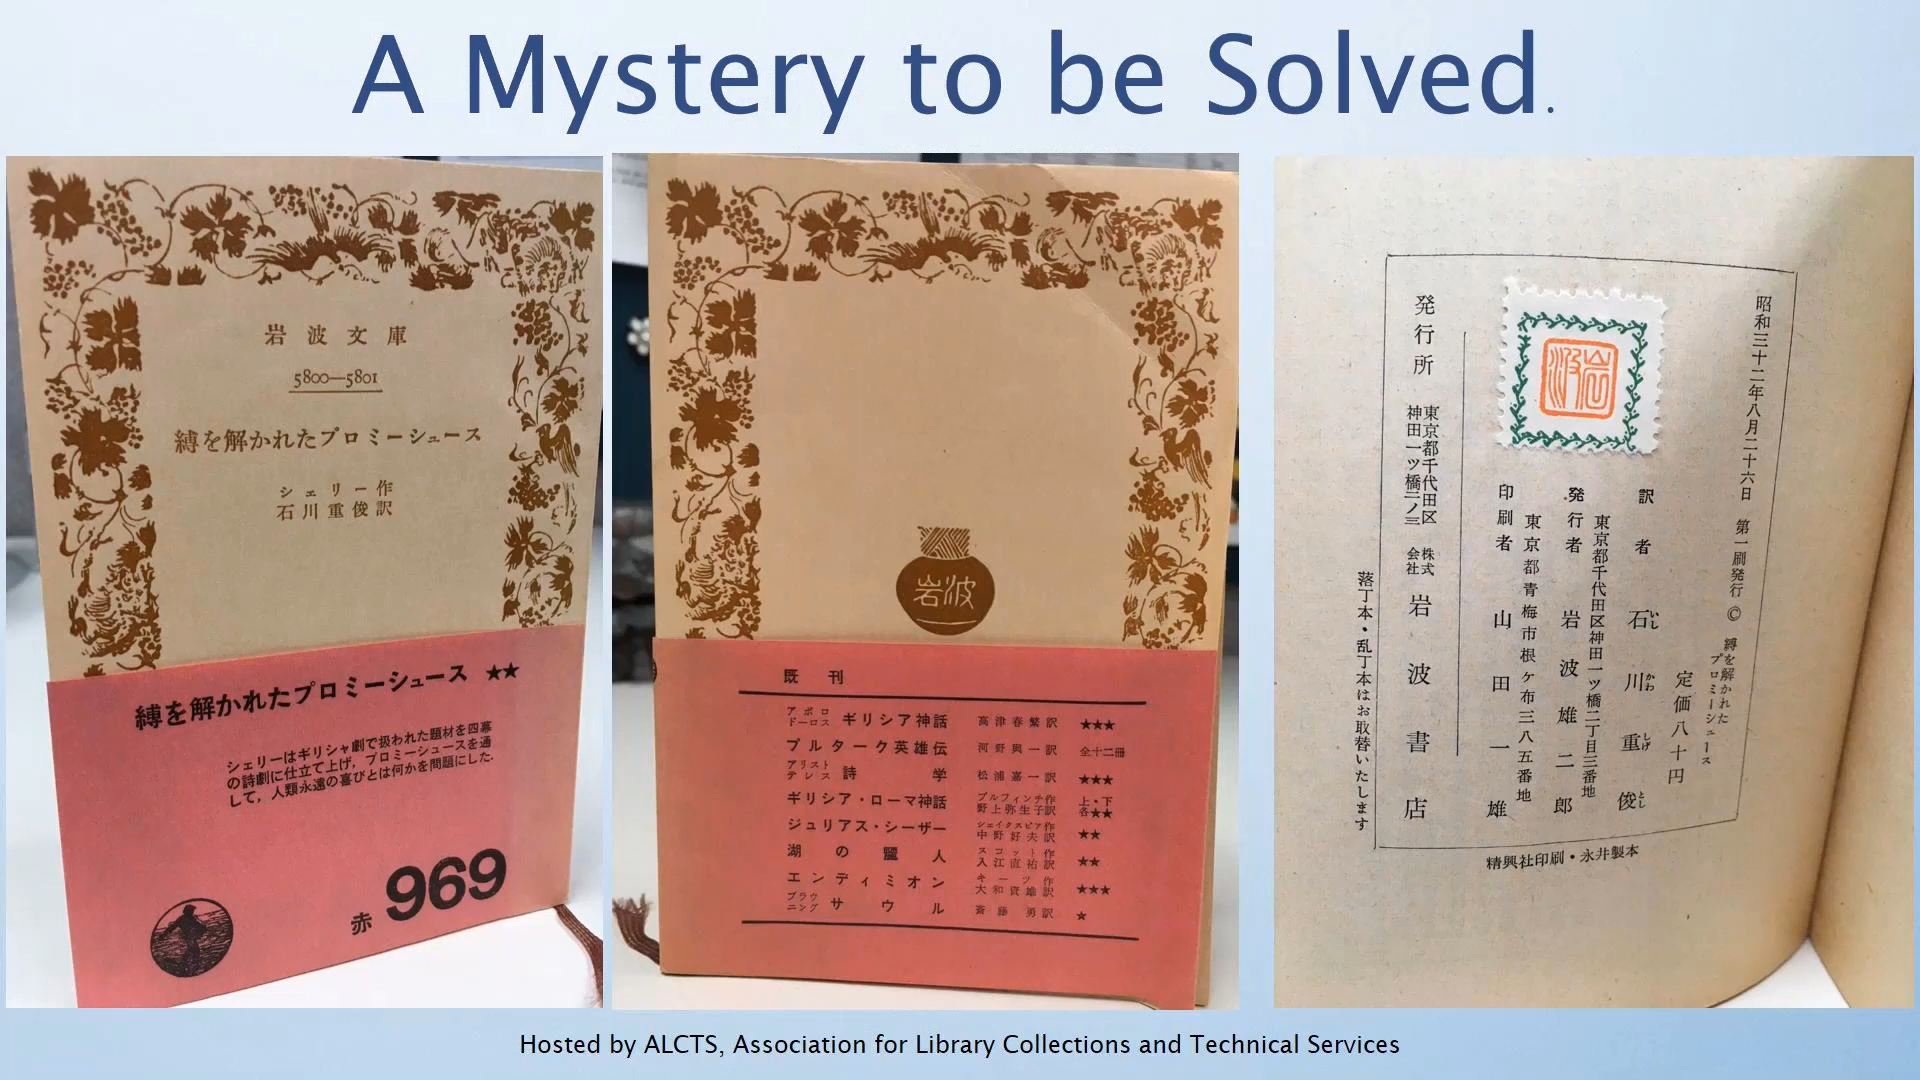 A Mystery to be Solved.
岩波文庫
5800—5801
縛を解かれたプロミーシュース
シェリー作
石川重俊訳
縛を解かれたプロミーシュース ★★
シェリーはギリシャ劇で扱われた題材を四幕
の詩劇に仕立て上げ，プロミーシュースを通
して，人類永遠の喜びとは何かを問題にした．
赤 969
岩波
既刊
アポロドーロス ギリシア神話 高津春繁訳 ★★★
プルターク英雄伝 河野與一訳 全十二冊
アリストテレス 詩学 松浦嘉一訳 ★★★
ギリシア・ローマ神話 ブルフィンチ作 野上弥生子訳 上・下 各★★
ジュリアス・シーザー シェイクスピア作 中野好夫訳 ★★
湖の麗人 スコット作 入江直祐訳 ★★
エンディミオン キーツ作 大和資雄訳 ★★★
ブラウニング サウル 斎藤勇訳 ★
昭和三十二年八月二十六日 第一刷発行 © 縛を解かれたプロミーシュース
定価八十円
訳者 石川重俊
いし かわ しげ とし
東京都千代田区神田一ツ橋二丁目三番地
発行者 岩波雄二郎
東京都青梅市根ヶ布三八五番地
印刷者 山田一雄
岩波
東京都千代田区
神田一ツ橋二ノ三
発行所 株式会社 岩波書店
落丁本・乱丁本はお取替いたします
精興社印刷・永井製本
Hosted by ALCTS, Association for Library Collections and Technical Services